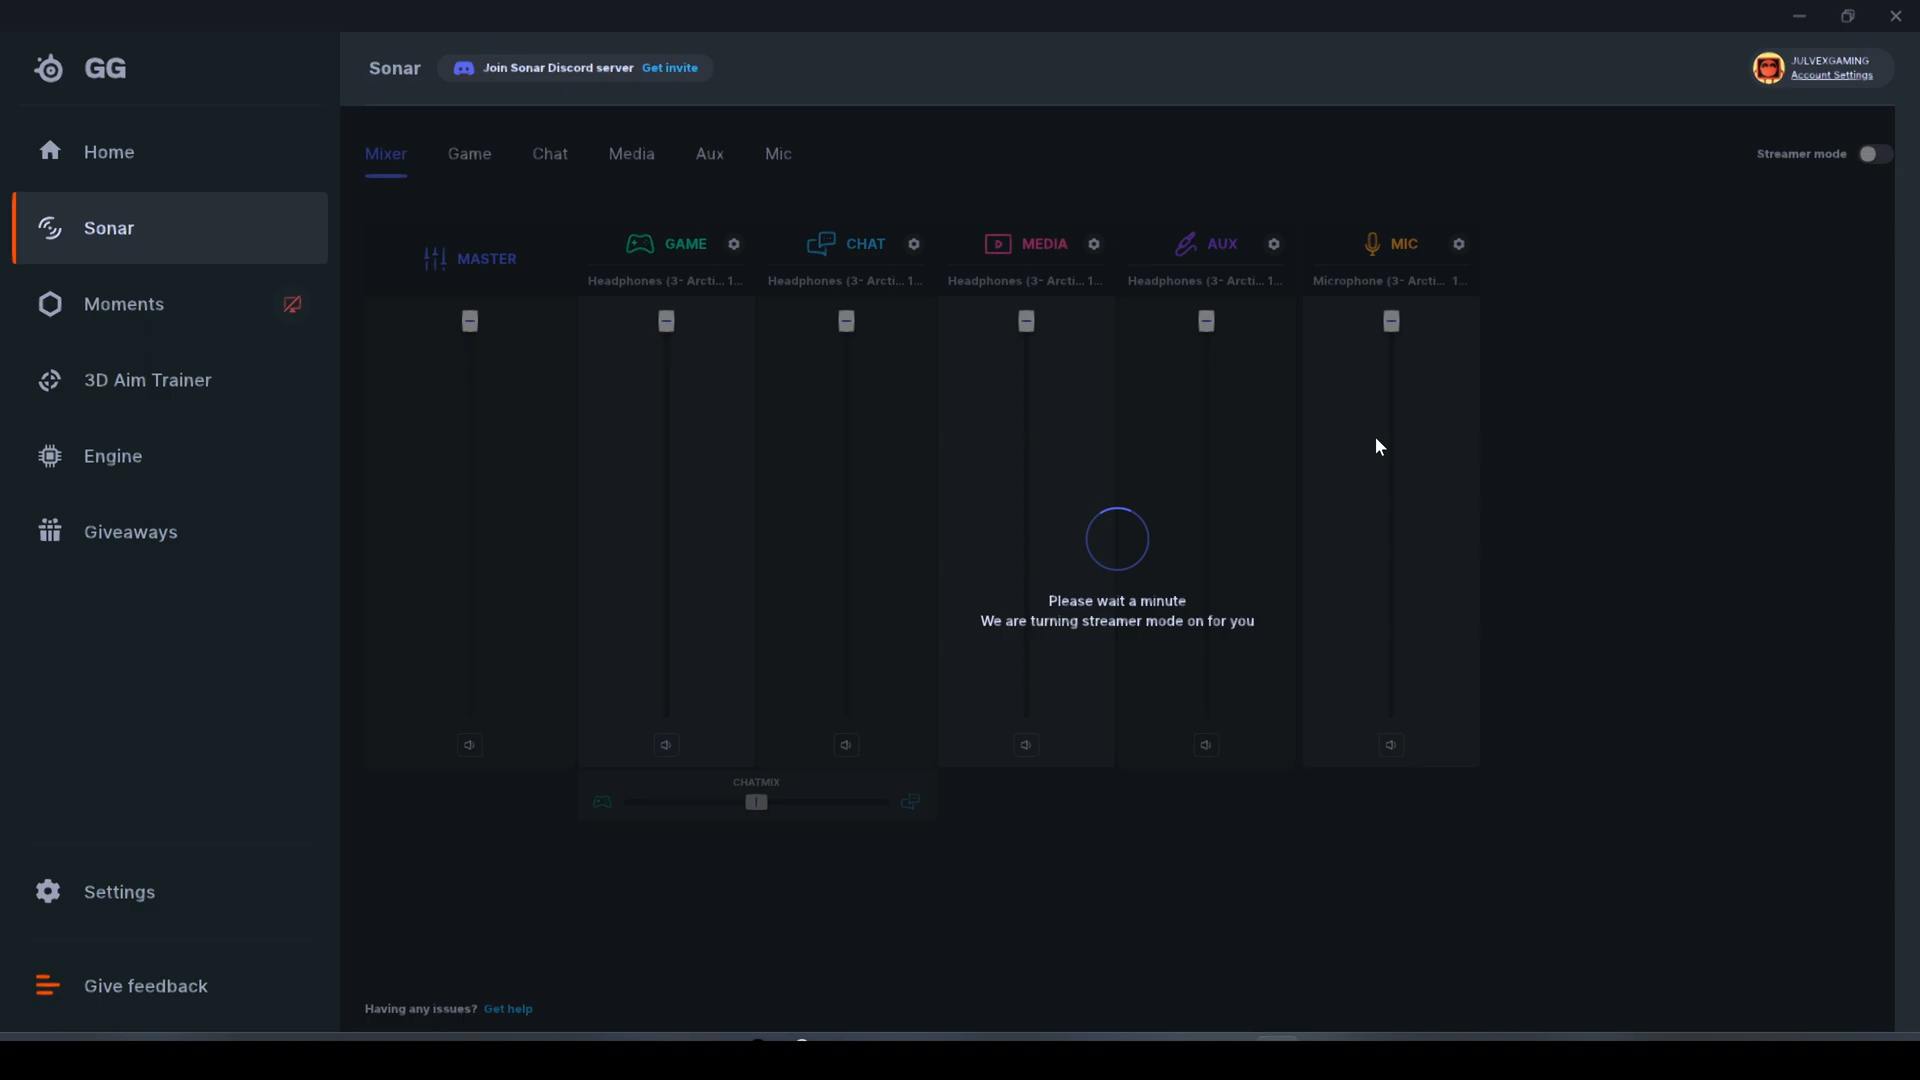 GG
Sonar
Join Sonar Discord server Get invite
JULVEXGAMING
Account Settings
Home
Sonar
Moments
3D Aim Trainer
Engine
Giveaways
Settings
Give feedback
Mixer Game Chat Media Aux Mic
Streamer mode
MASTER
GAME
Headphones (3- Arcti... 1...
CHAT
Headphones (3- Arcti... 1...
MEDIA
Headphones (3- Arcti... 1...
AUX
Headphones (3- Arcti... 1...
MIC
Microphone (3- Arcti... 1...
Please wait a minute
We are turning streamer mode on for you
CHATMIX
Having any issues? Get help